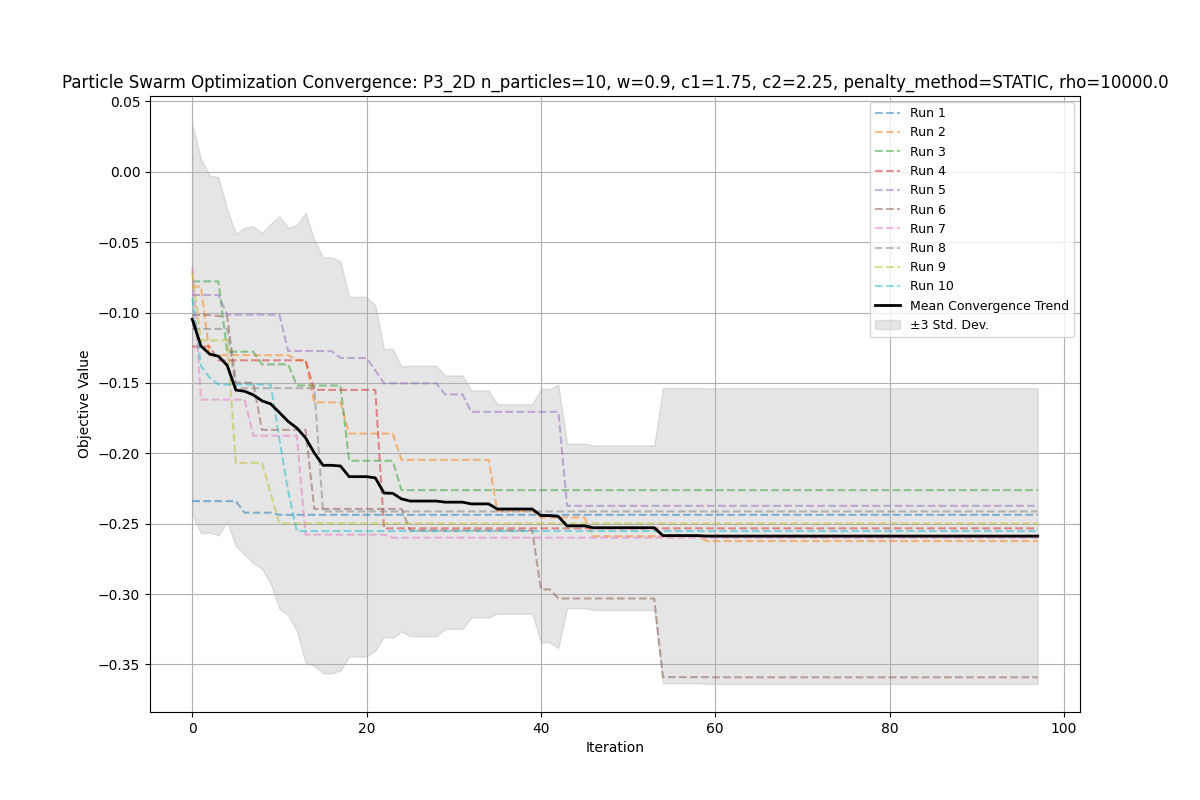 Particle Swarm Optimization Convergence: P3_2D n_particles=10, w=0.9, c1=1.75, c2=2.25, penalty_method=STATIC, rho=10000.0
0.05
0.00
−0.05
−0.10
−0.15
−0.20
−0.25
−0.30
−0.35
Objective Value
Run 1
Run 2
Run 3
Run 4
Run 5
Run 6
Run 7
Run 8
Run 9
Run 10
Mean Convergence Trend
±3 Std. Dev.
0 20 40 60 80 100
Iteration